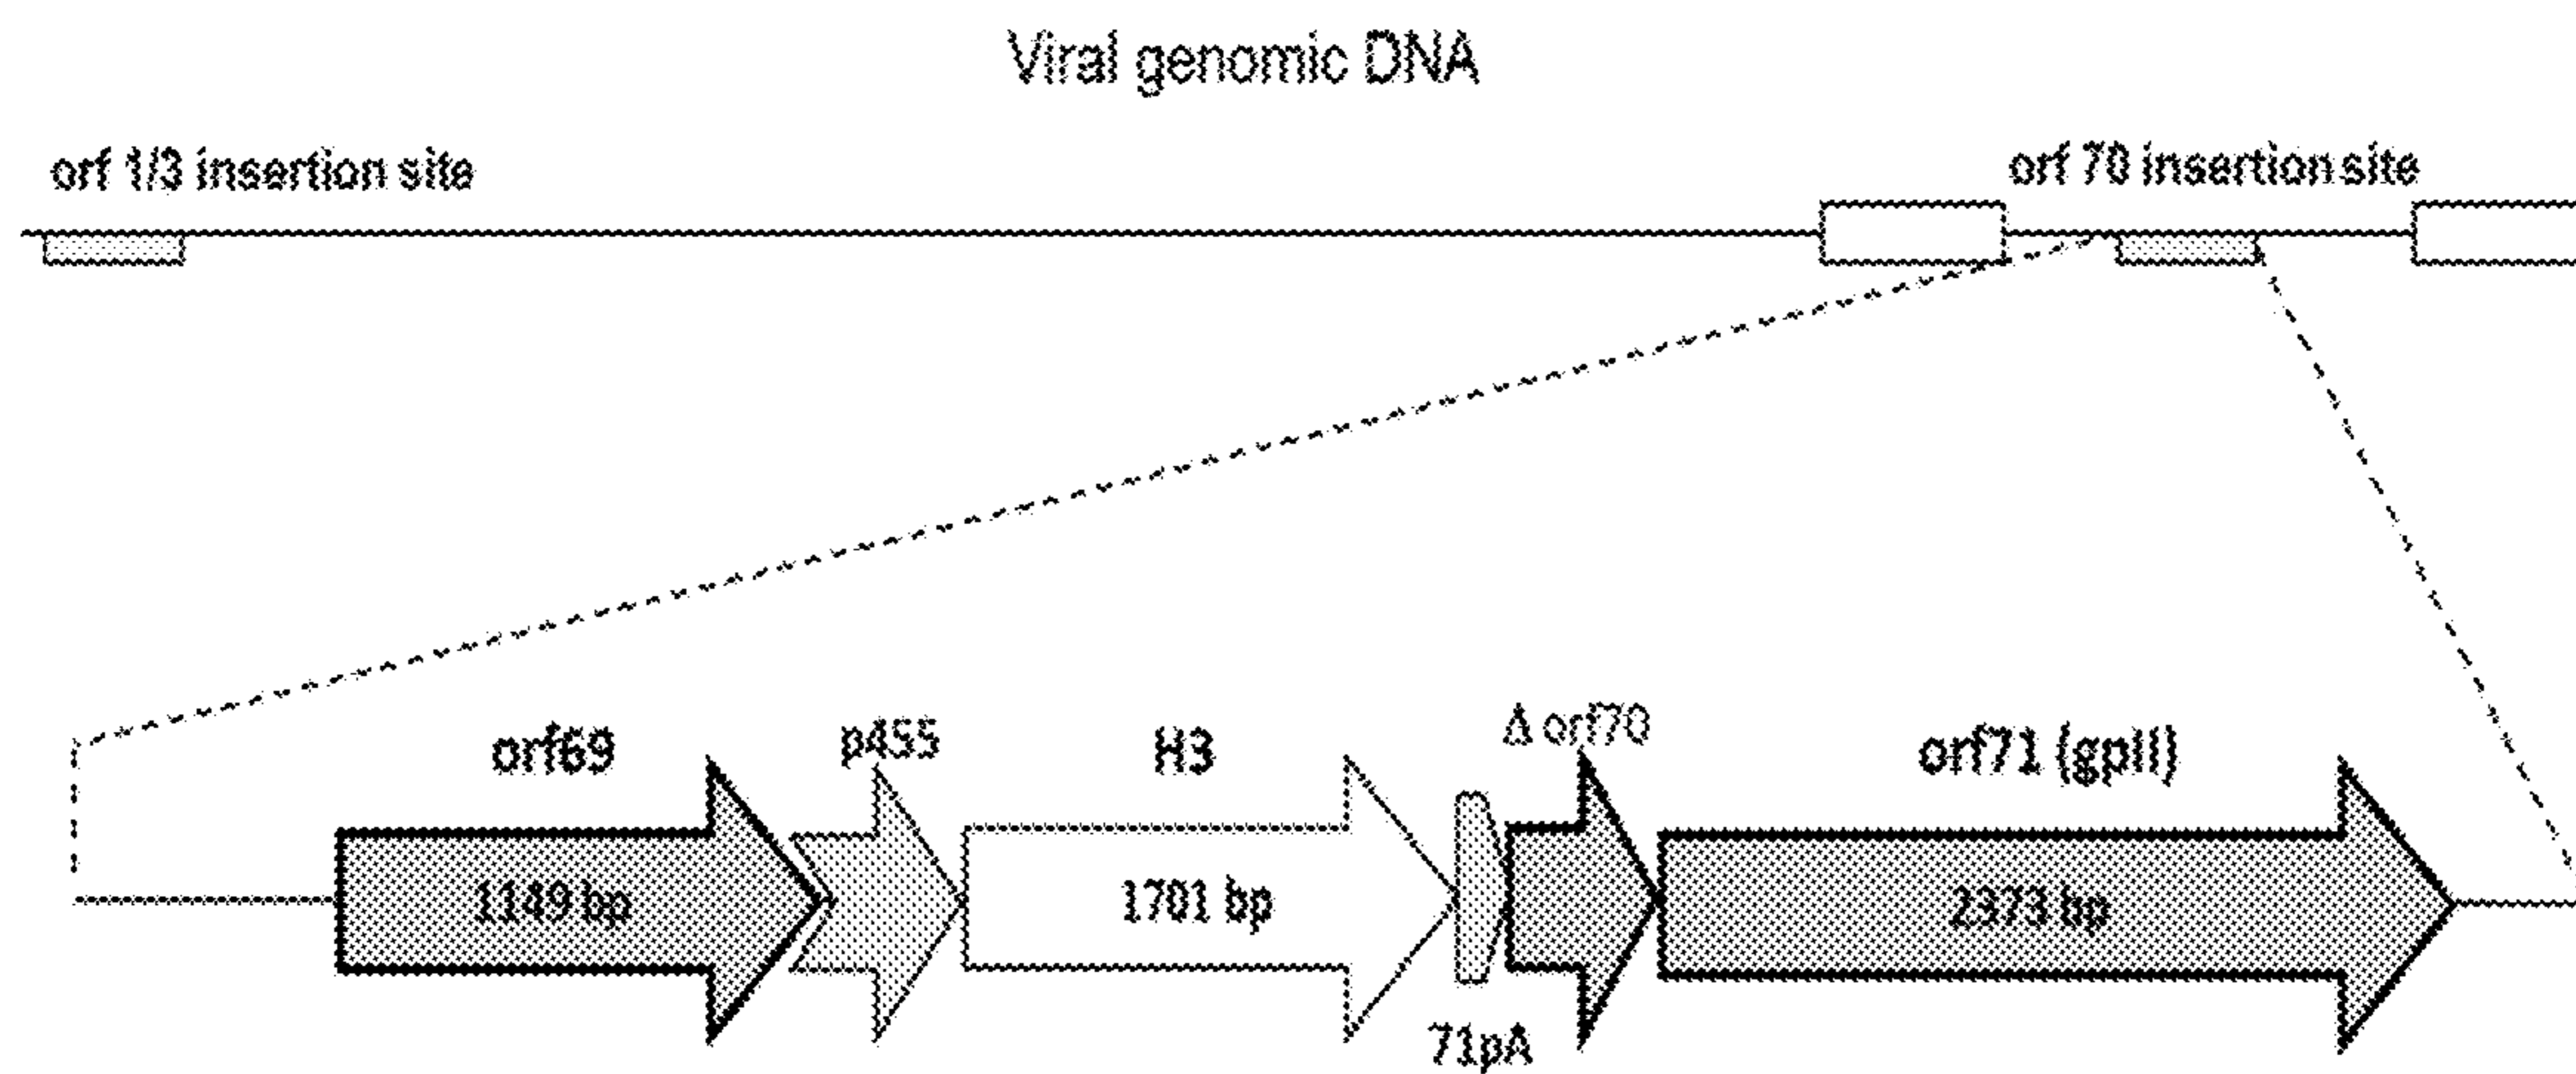 Viral genomic DNA
orf 1/3 insertion site
orf 70 insertion site
orf69
p455
H3
Δ orf70
orf71 (gpII)
1149 bp
1701 bp
2373 bp
71pA